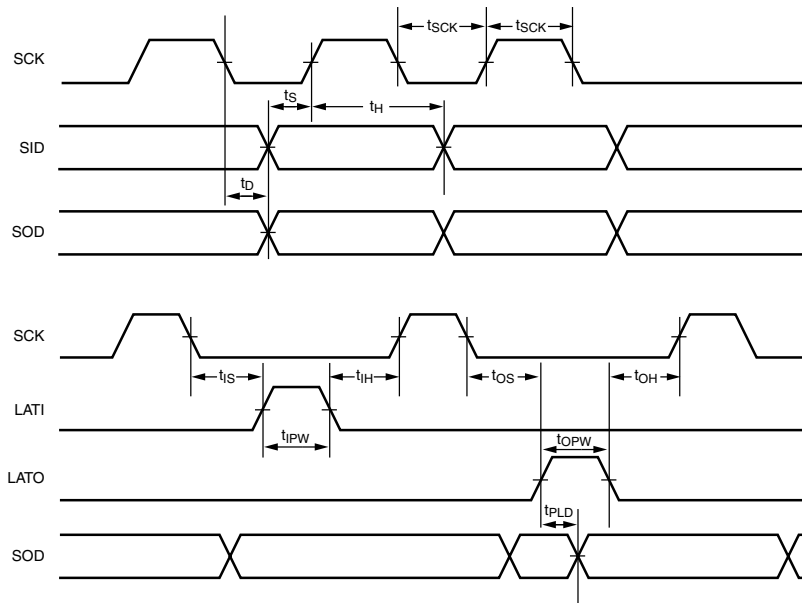 tSCK tSCK
SCK
tS tH
SID
tD
SOD
SCK
tIS tIH tOS tOH
LATI
tIPW tOPW
LATO
tPLD
SOD